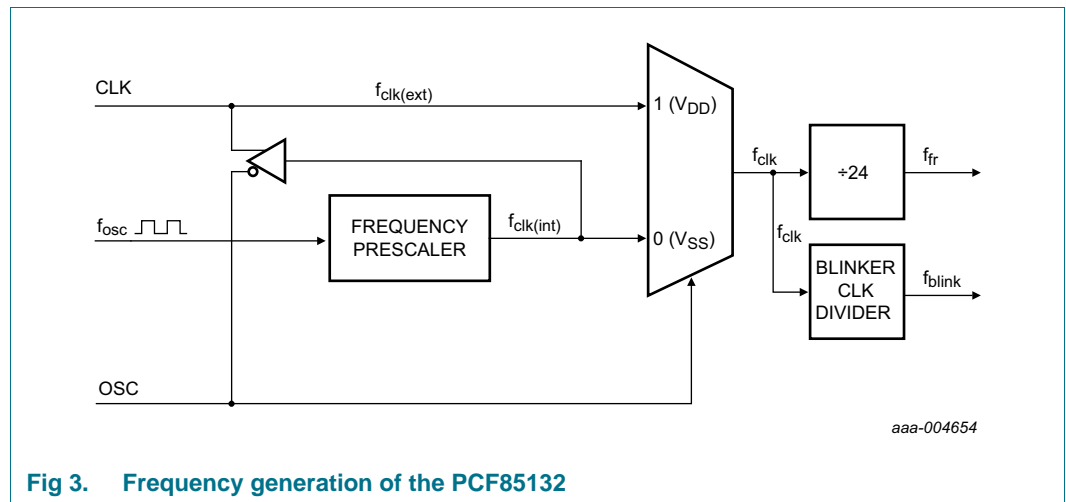 CLK
fclk(ext)
1 (VDD)
fclk
÷24
ffr
fosc
FREQUENCY
PRESCALER
fclk(int)
0 (VSS)
fclk
BLINKER
CLK
DIVIDER
fblink
OSC
aaa-004654
Fig 3. Frequency generation of the PCF85132